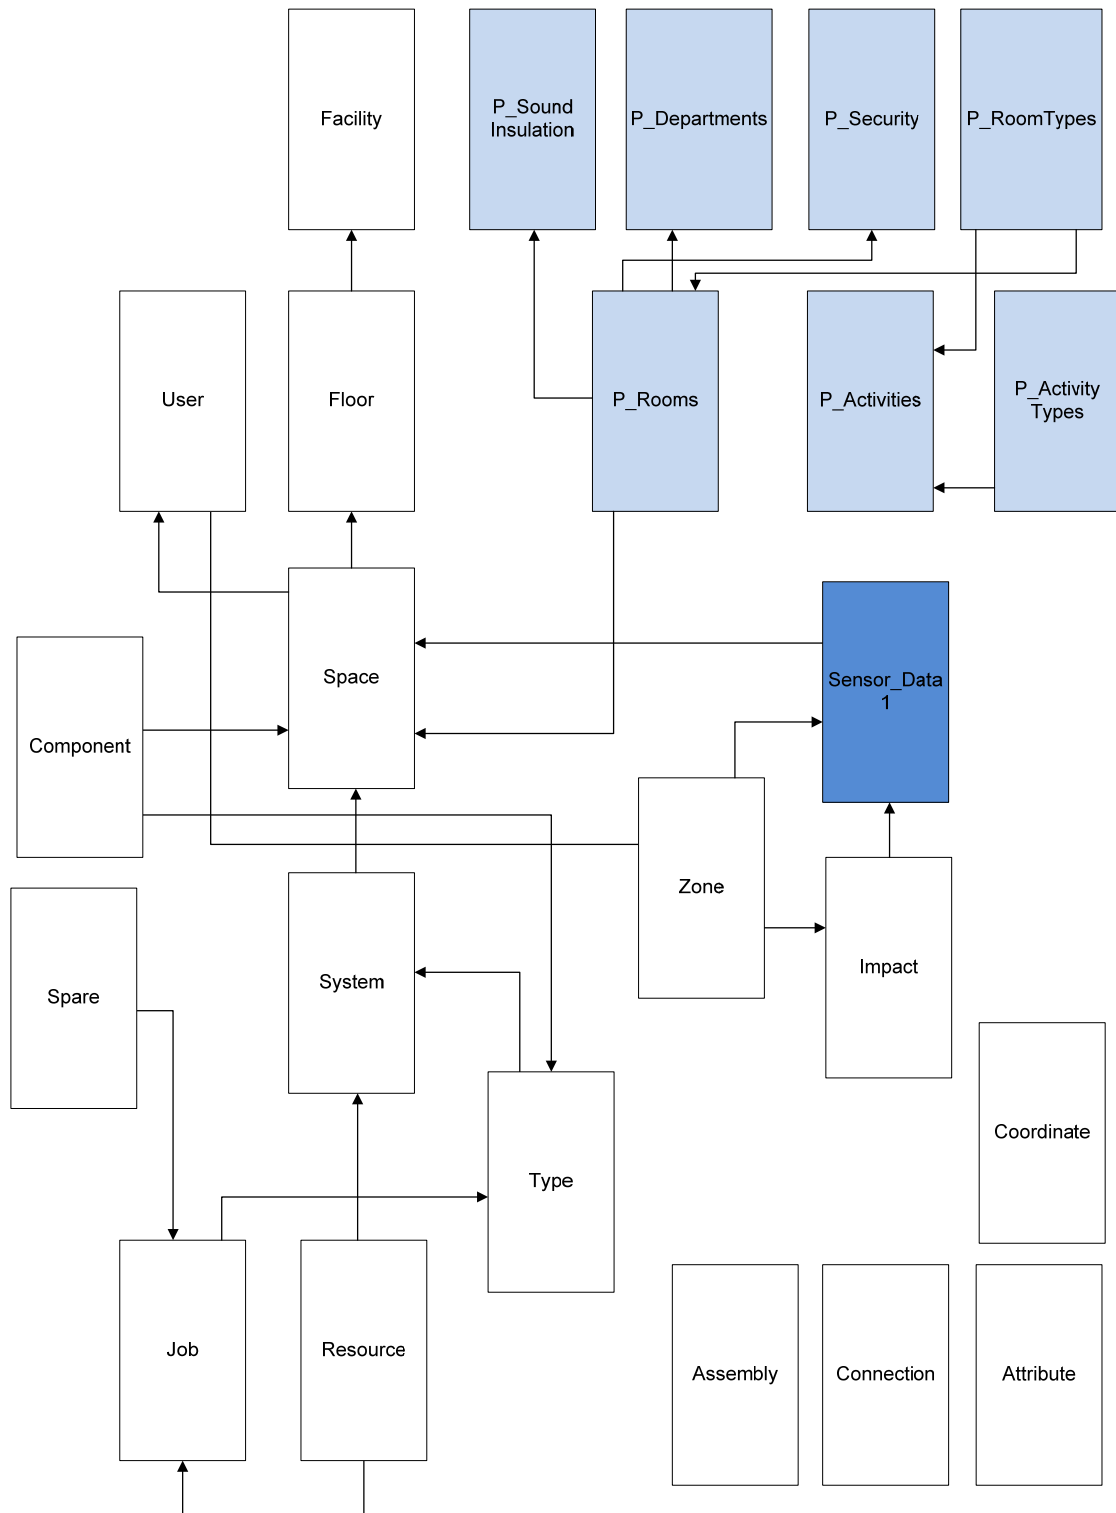 Facility
P_Sound
Insulation
P_Departments
P_Security
P_RoomTypes
User
Floor
P_Rooms
P_Activities
P_Activity
Types
Space
Sensor_Data
1
Component
Zone
Impact
System
Spare
Type
Coordinate
Job
Resource
Assembly
Connection
Attribute